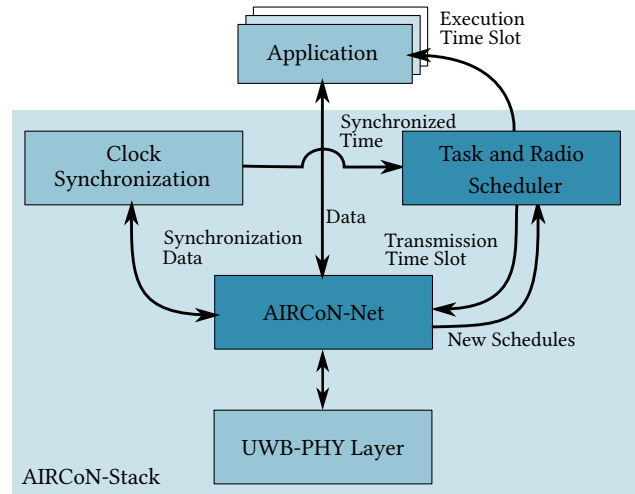 Execution
Time Slot
Application
Synchronized
Time
Clock
Synchronization
Task and Radio
Scheduler
Data
Synchronization
Data
Transmission
Time Slot
AIRCoN-Net
New Schedules
UWB-PHY Layer
AIRCoN-Stack